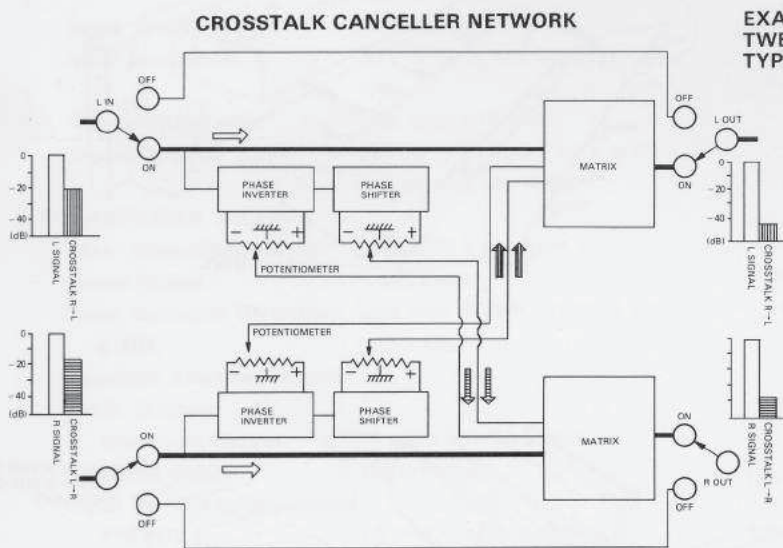 CROSSTALK CANCELLER NETWORK
EXA
TWE
TYP
OFF
L IN
ON
OFF
L OUT
ON
MATRIX
PHASE
INVERTER
PHASE
SHIFTER
- +
- +
POTENTIOMETER
0
-20
-40
(dB)
L SIGNAL
CROSSTALK R→L
0
-20
-40
(dB)
L SIGNAL
CROSSTALK R→L
POTENTIOMETER
- +
- +
PHASE
INVERTER
PHASE
SHIFTER
MATRIX
0
-20
-40
(dB)
R SIGNAL
CROSSTALK L→R
R SIGNAL
CROSSTALK L→R
ON
OFF
ON
R OUT
OFF